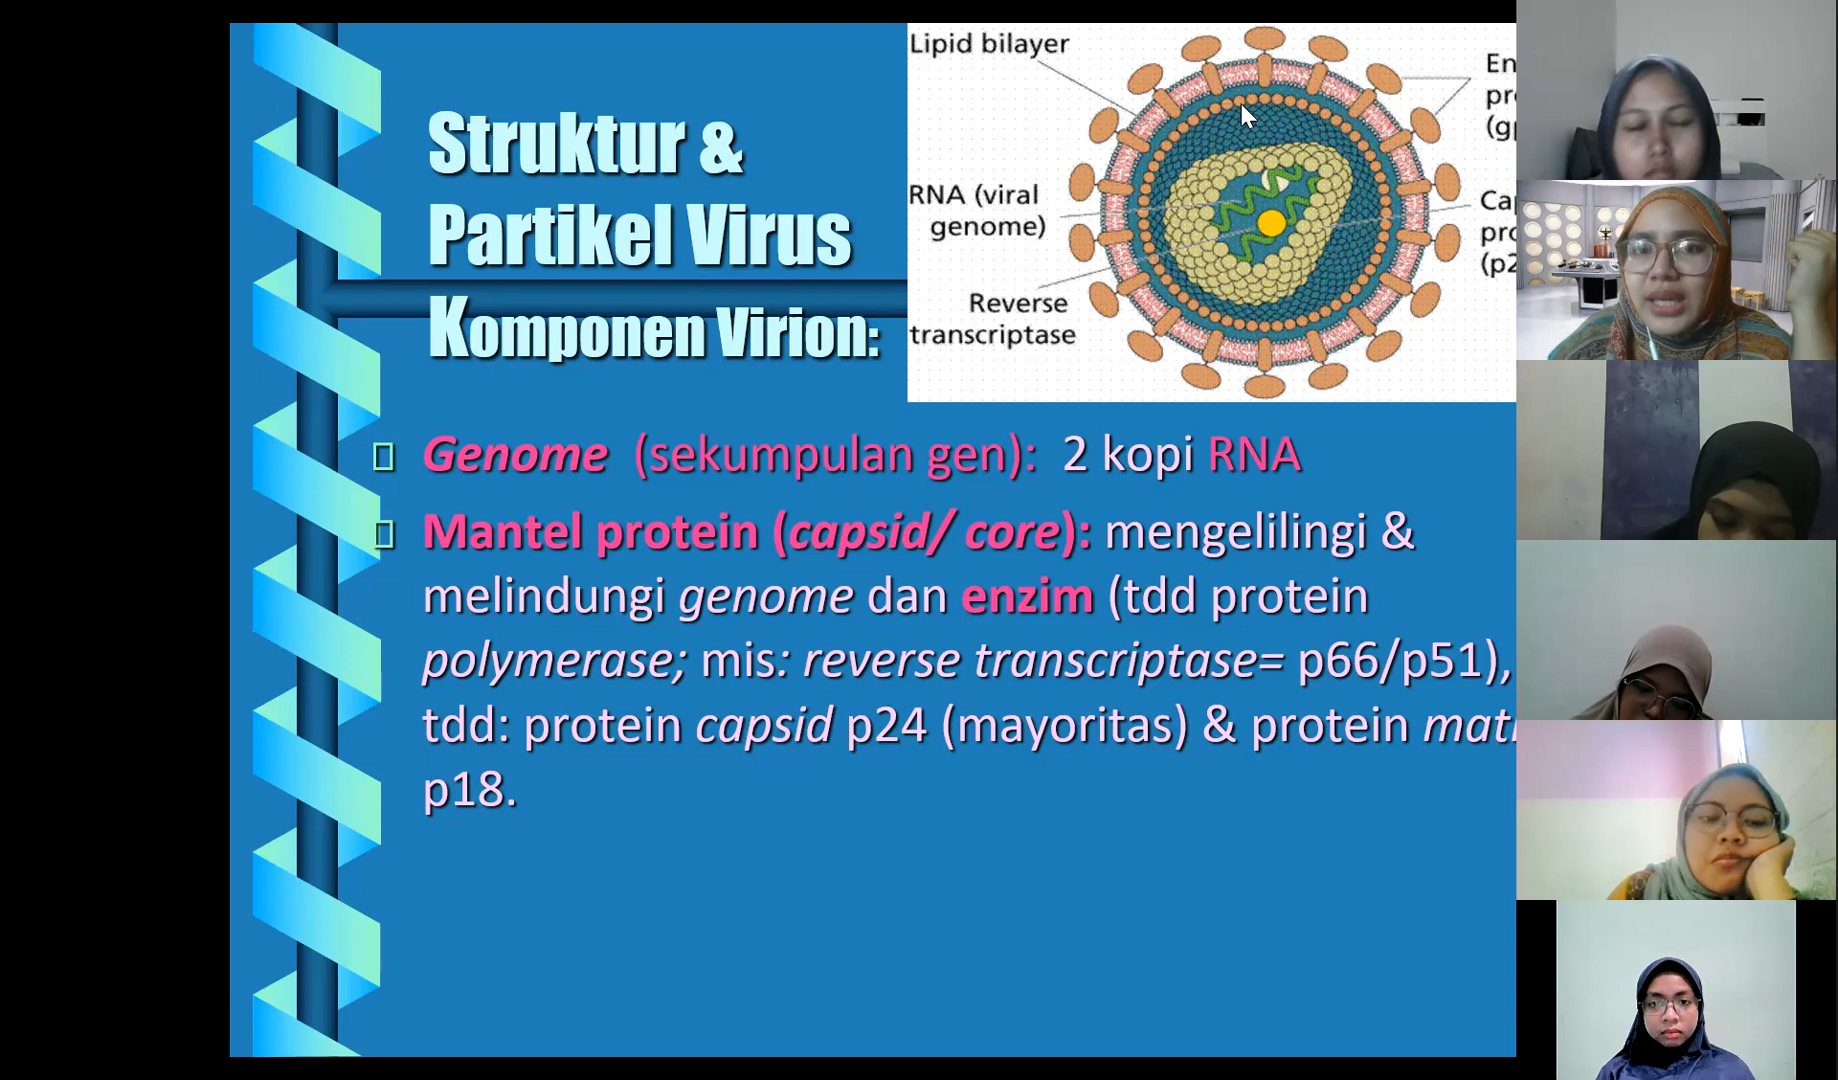 Struktur &
Partikel Virus
Komponen Virion:
Lipid bilayer
RNA (viral
genome)
Reverse
transcriptase
Genome (sekumpulan gen): 2 kopi RNA
Mantel protein (capsid/ core): mengelilingi &
melindungi genome dan enzim (tdd protein
polymerase; mis: reverse transcriptase= p66/p51),
tdd: protein capsid p24 (mayoritas) & protein
p18.